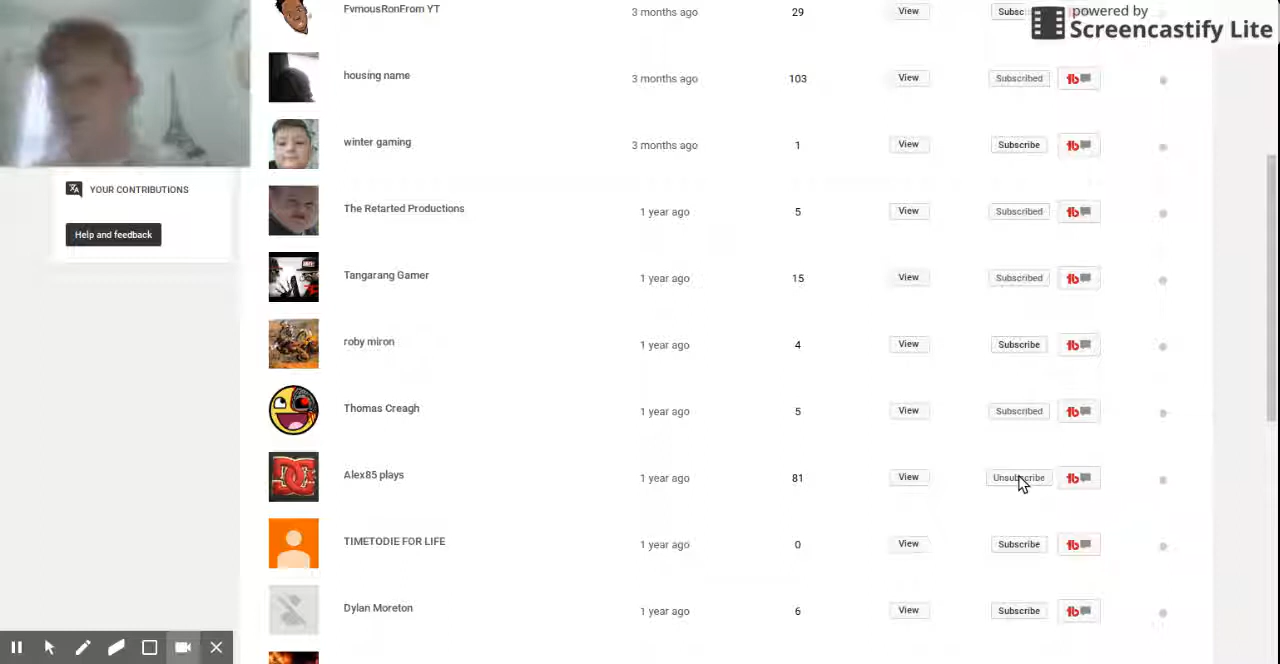 powered by
Screencastify Lite
FvmousRonFrom YT 3 months ago 29 View Subsc
housing name 3 months ago 103 View Subscribed
winter gaming 3 months ago 1 View Subscribe
YOUR CONTRIBUTIONS
The Retarted Productions 1 year ago 5 View Subscribed
Help and feedback
Tangarang Gamer 1 year ago 15 View Subscribed
roby miron 1 year ago 4 View Subscribe
Thomas Creagh 1 year ago 5 View Subscribed
Alex85 plays 1 year ago 81 View Unsubscribe
TIMETODIE FOR LIFE 1 year ago 0 View Subscribe
Dylan Moreton 1 year ago 6 View Subscribe